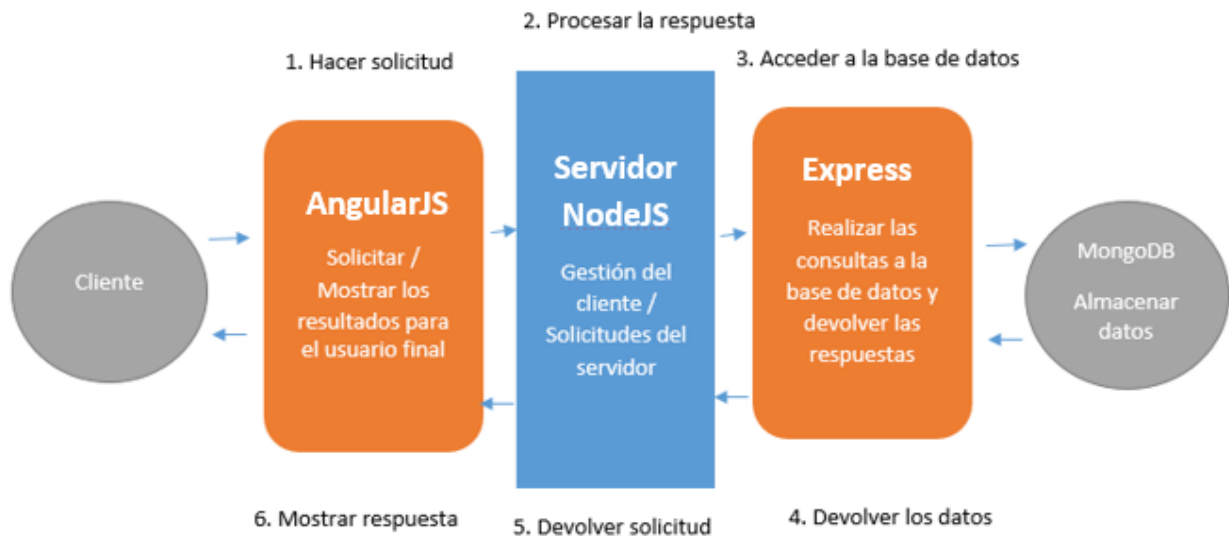 2. Procesar la respuesta
1. Hacer solicitud
3. Acceder a la base de datos
Cliente
AngularJS
Solicitar /
Mostrar los
resultados para
el usuario final
Servidor
NodeJS
Gestión del
cliente /
Solicitudes del
servidor
Express
Realizar las
consultas a la
base de datos y
devolver las
respuestas
MongoDB
Almacenar
datos
6. Mostrar respuesta
5. Devolver solicitud
4. Devolver los datos